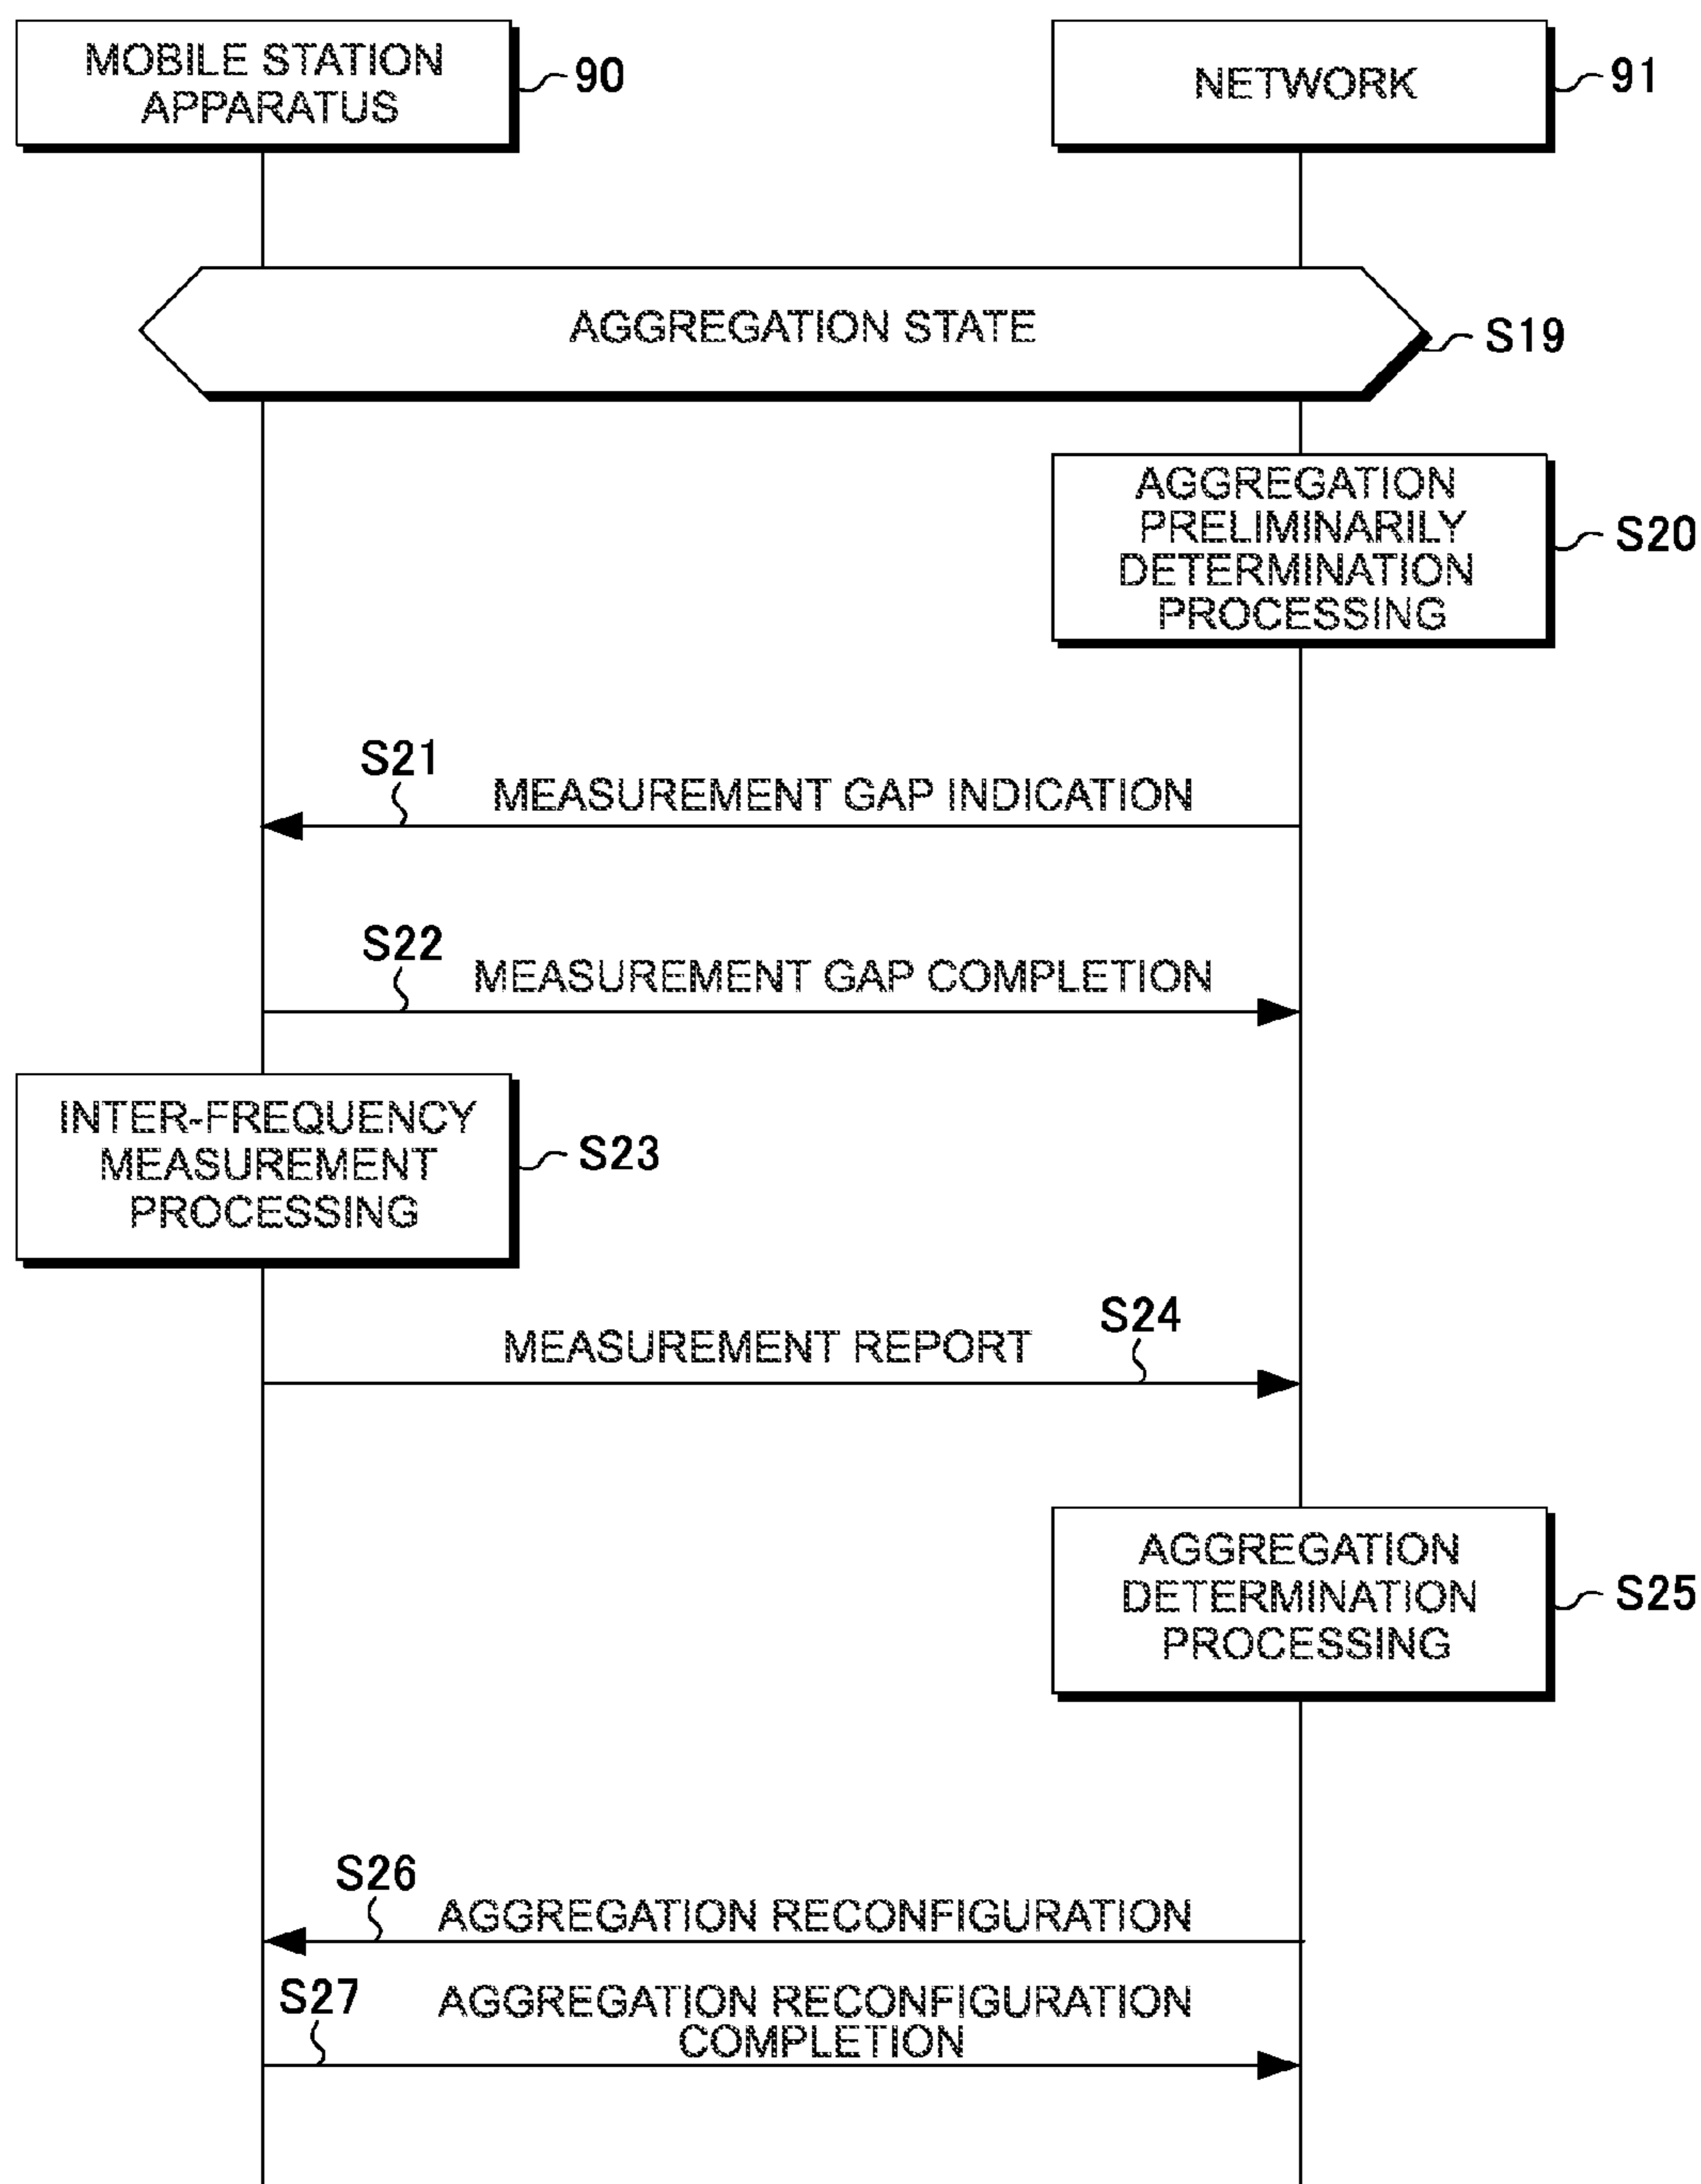 MOBILE STATION
APPARATUS
90
NETWORK
91
AGGREGATION STATE
S19
AGGREGATION
PRELIMINARILY
DETERMINATION
PROCESSING
S20
S21
MEASUREMENT GAP INDICATION
S22
MEASUREMENT GAP COMPLETION
INTER-FREQUENCY
MEASUREMENT
PROCESSING
S23
S24
MEASUREMENT REPORT
AGGREGATION
DETERMINATION
PROCESSING
S25
S26
AGGREGATION RECONFIGURATION
S27
AGGREGATION RECONFIGURATION
COMPLETION